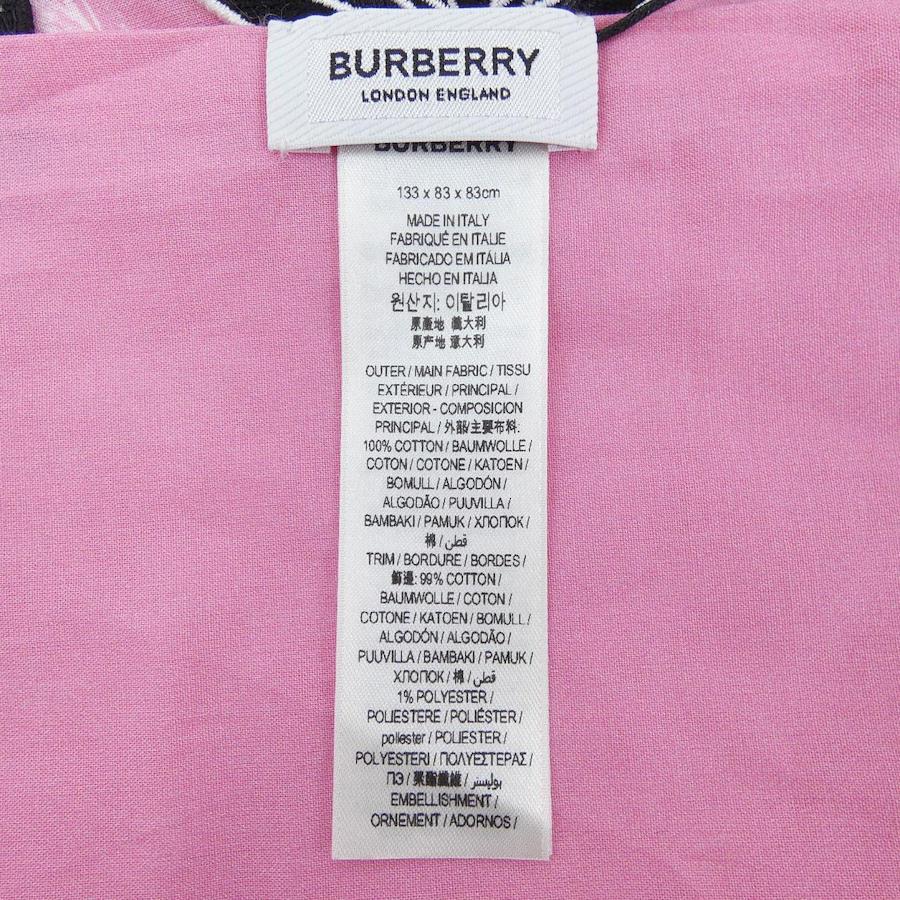 BURBERRY
LONDON ENGLAND
BURBERRY
133 x 83 x 83cm
MADE IN ITALY
FABRIQUÉ EN ITALIE
FABRICADO EM ITÁLIA
HECHO EN ITALIA
원산지: 이탈리아
原產地 義大利
原产地 意大利
OUTER / MAIN FABRIC / TISSU
EXTÉRIEUR / PRINCIPAL /
EXTERIOR - COMPOSICION
PRINCIPAL / 外部/主要布料:
100% COTTON / BAUMWOLLE /
COTON / COTONE / KATOEN /
BOMULL / ALGODÓN /
ALGODÃO / PUUVILLA /
BAMBAKI / PAMUK / ХЛОПОК /
棉 / قطن /
TRIM / BORDURE / BORDES /
飾邊: 99% COTTON /
BAUMWOLLE / COTON /
COTONE / KATOEN / BOMULL /
ALGODÓN / ALGODÃO /
PUUVILLA / BAMBAKI / PAMUK /
ХЛОПОК / 棉 / قطن /
1% POLYESTER /
POLIESTERE / POLIÉSTER /
poliester / POLIESTER /
POLYESTERI / ΠΟΛΥΕΣΤΕΡΑΣ /
ПЭ / 聚酯纖維 / بوليستر /
EMBELLISHMENT /
ORNEMENT / ADORNOS /